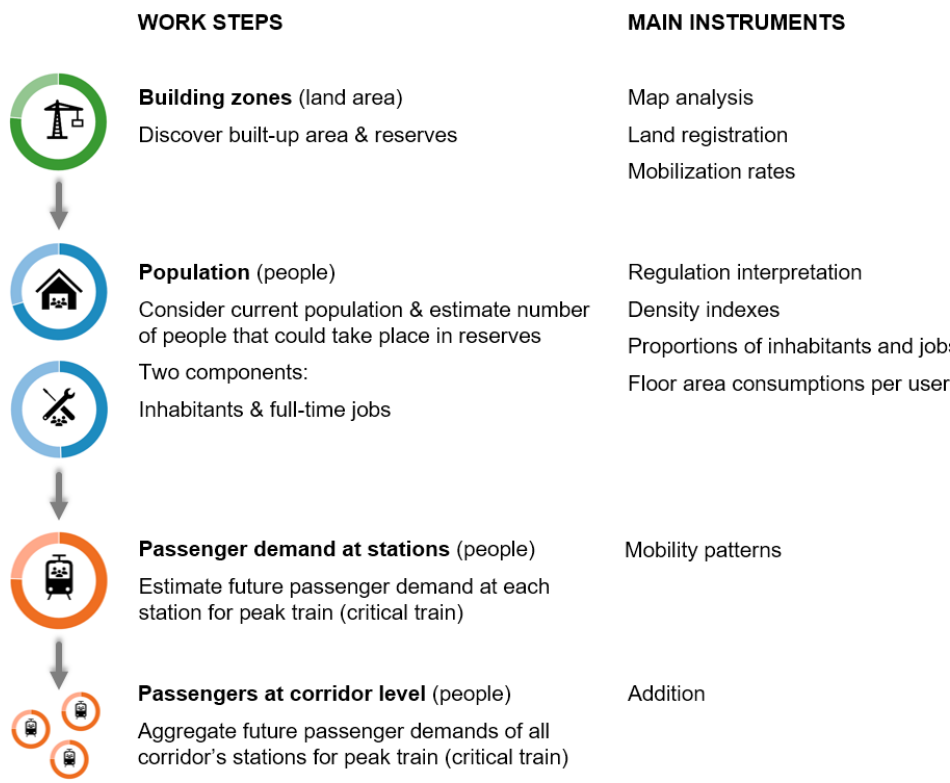 WORK STEPS
MAIN INSTRUMENTS
Building zones (land area)
Discover built-up area & reserves
Map analysis
Land registration
Mobilization rates
Population (people)
Consider current population & estimate number
of people that could take place in reserves
Two components:
Inhabitants & full-time jobs
Regulation interpretation
Density indexes
Proportions of inhabitants and jobs
Floor area consumptions per user
Passenger demand at stations (people)
Estimate future passenger demand at each
station for peak train (critical train)
Mobility patterns
Passengers at corridor level (people)
Aggregate future passenger demands of all
corridor's stations for peak train (critical train)
Addition